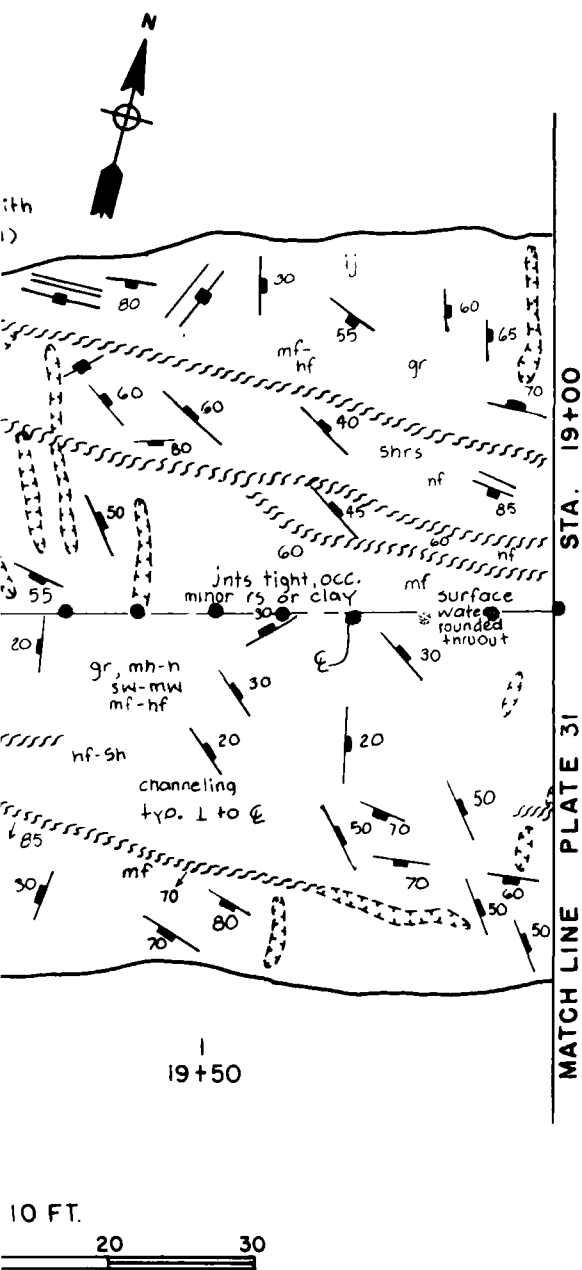 N
ith
1)
30
ij
80
55
60
65
mf-
hf
gr
70
60
60
40
80
shrs
nf
85
50
45
60
60
nf
jnts tight, occ.
minor rs or clay
mf
surface
water
rounded
thruout
55
30
20
℄
30
gr, mh-h
sw-mw
mf-hf
30
20
20
hf-sh
channeling
typ. ⊥ to ℄
50
50
70
85
mf
70
70
60
30
80
50
70
50
19+50
MATCH LINE PLATE 31 STA. 19+00
10 FT.
20
30